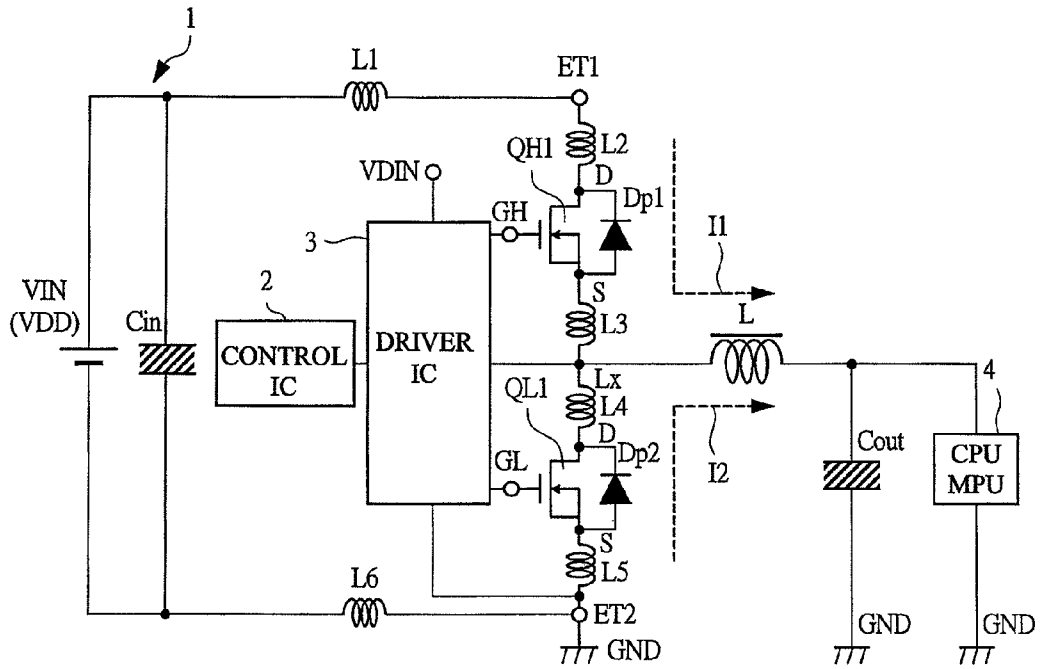 1
L1
ET1
L2
QH1
D
VDIN
Dp1
GH
3
I1
S
2
VIN
(VDD)
Cin
L3
L
CONTROL
IC
DRIVER
IC
Lx
4
QL1
L4
D
Dp2
Cout
CPU
MPU
GL
I2
S
L5
L6
ET2
GND
GND
GND